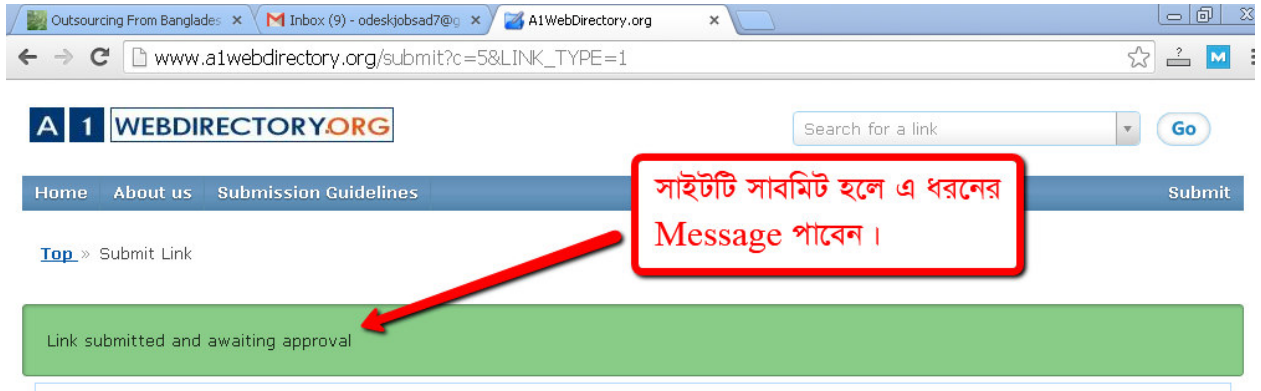 Outsourcing From Banglades
Inbox (9) - odeskjobsad7@g
A1WebDirectory.org
www.a1webdirectory.org/submit?c=5&LINK_TYPE=1
A 1 WEBDIRECTORY.ORG
Search for a link
Go
Home About us Submission Guidelines
Submit
সাইটটি সাবমিট হলে এ ধরনের
Message পাবেন।
Top » Submit Link
Link submitted and awaiting approval